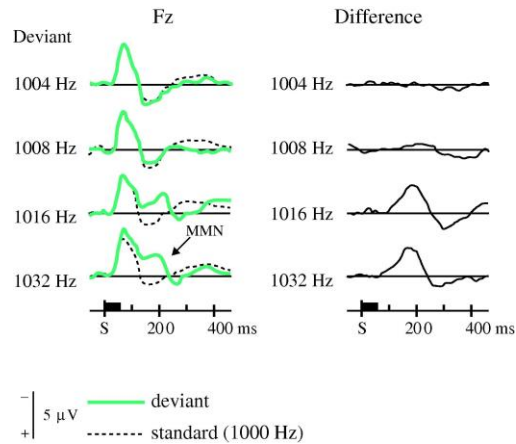 Fz Difference
Deviant
1004 Hz 1004 Hz
1008 Hz 1008 Hz
1016 Hz 1016 Hz
MMN
1032 Hz 1032 Hz
S 200 400 ms S 200 400 ms
− deviant
5 µV
+ standard (1000 Hz)